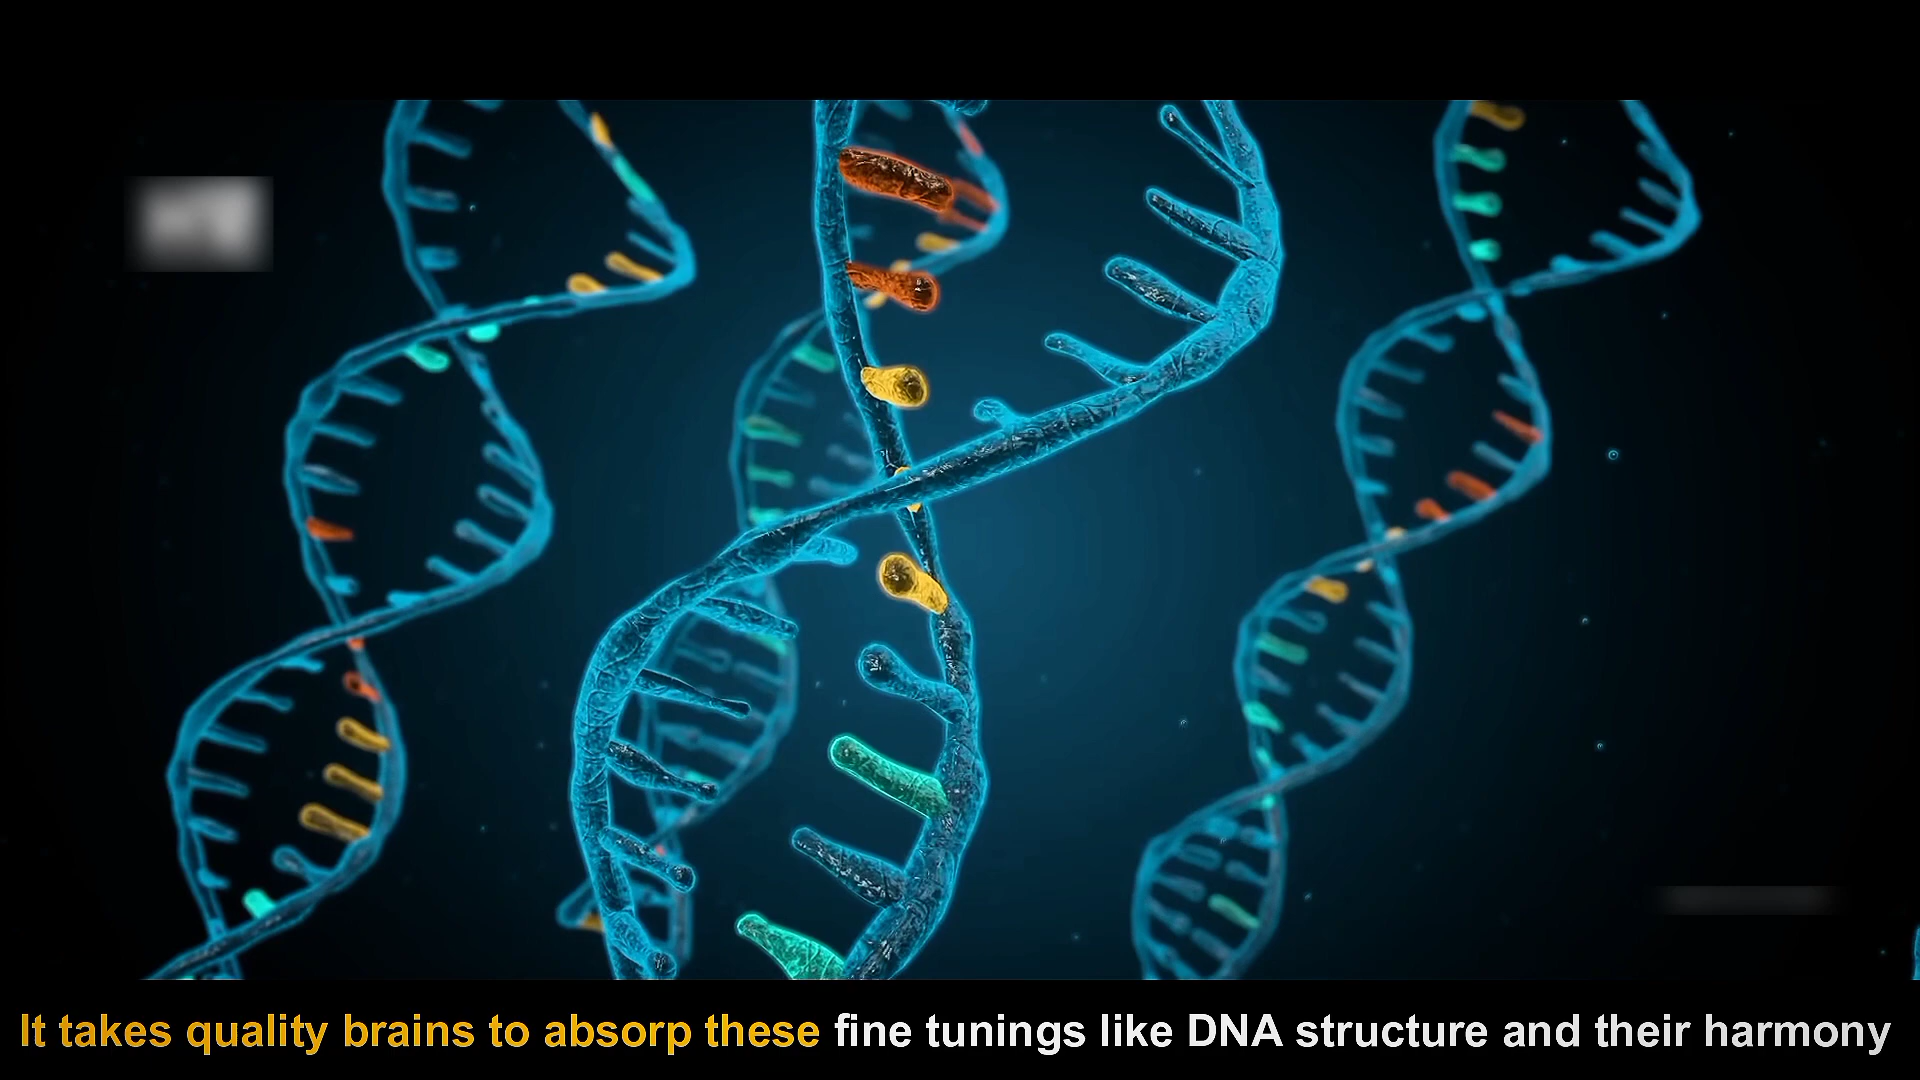 It takes quality brains to absorp these fine tunings like DNA structure and their harmony